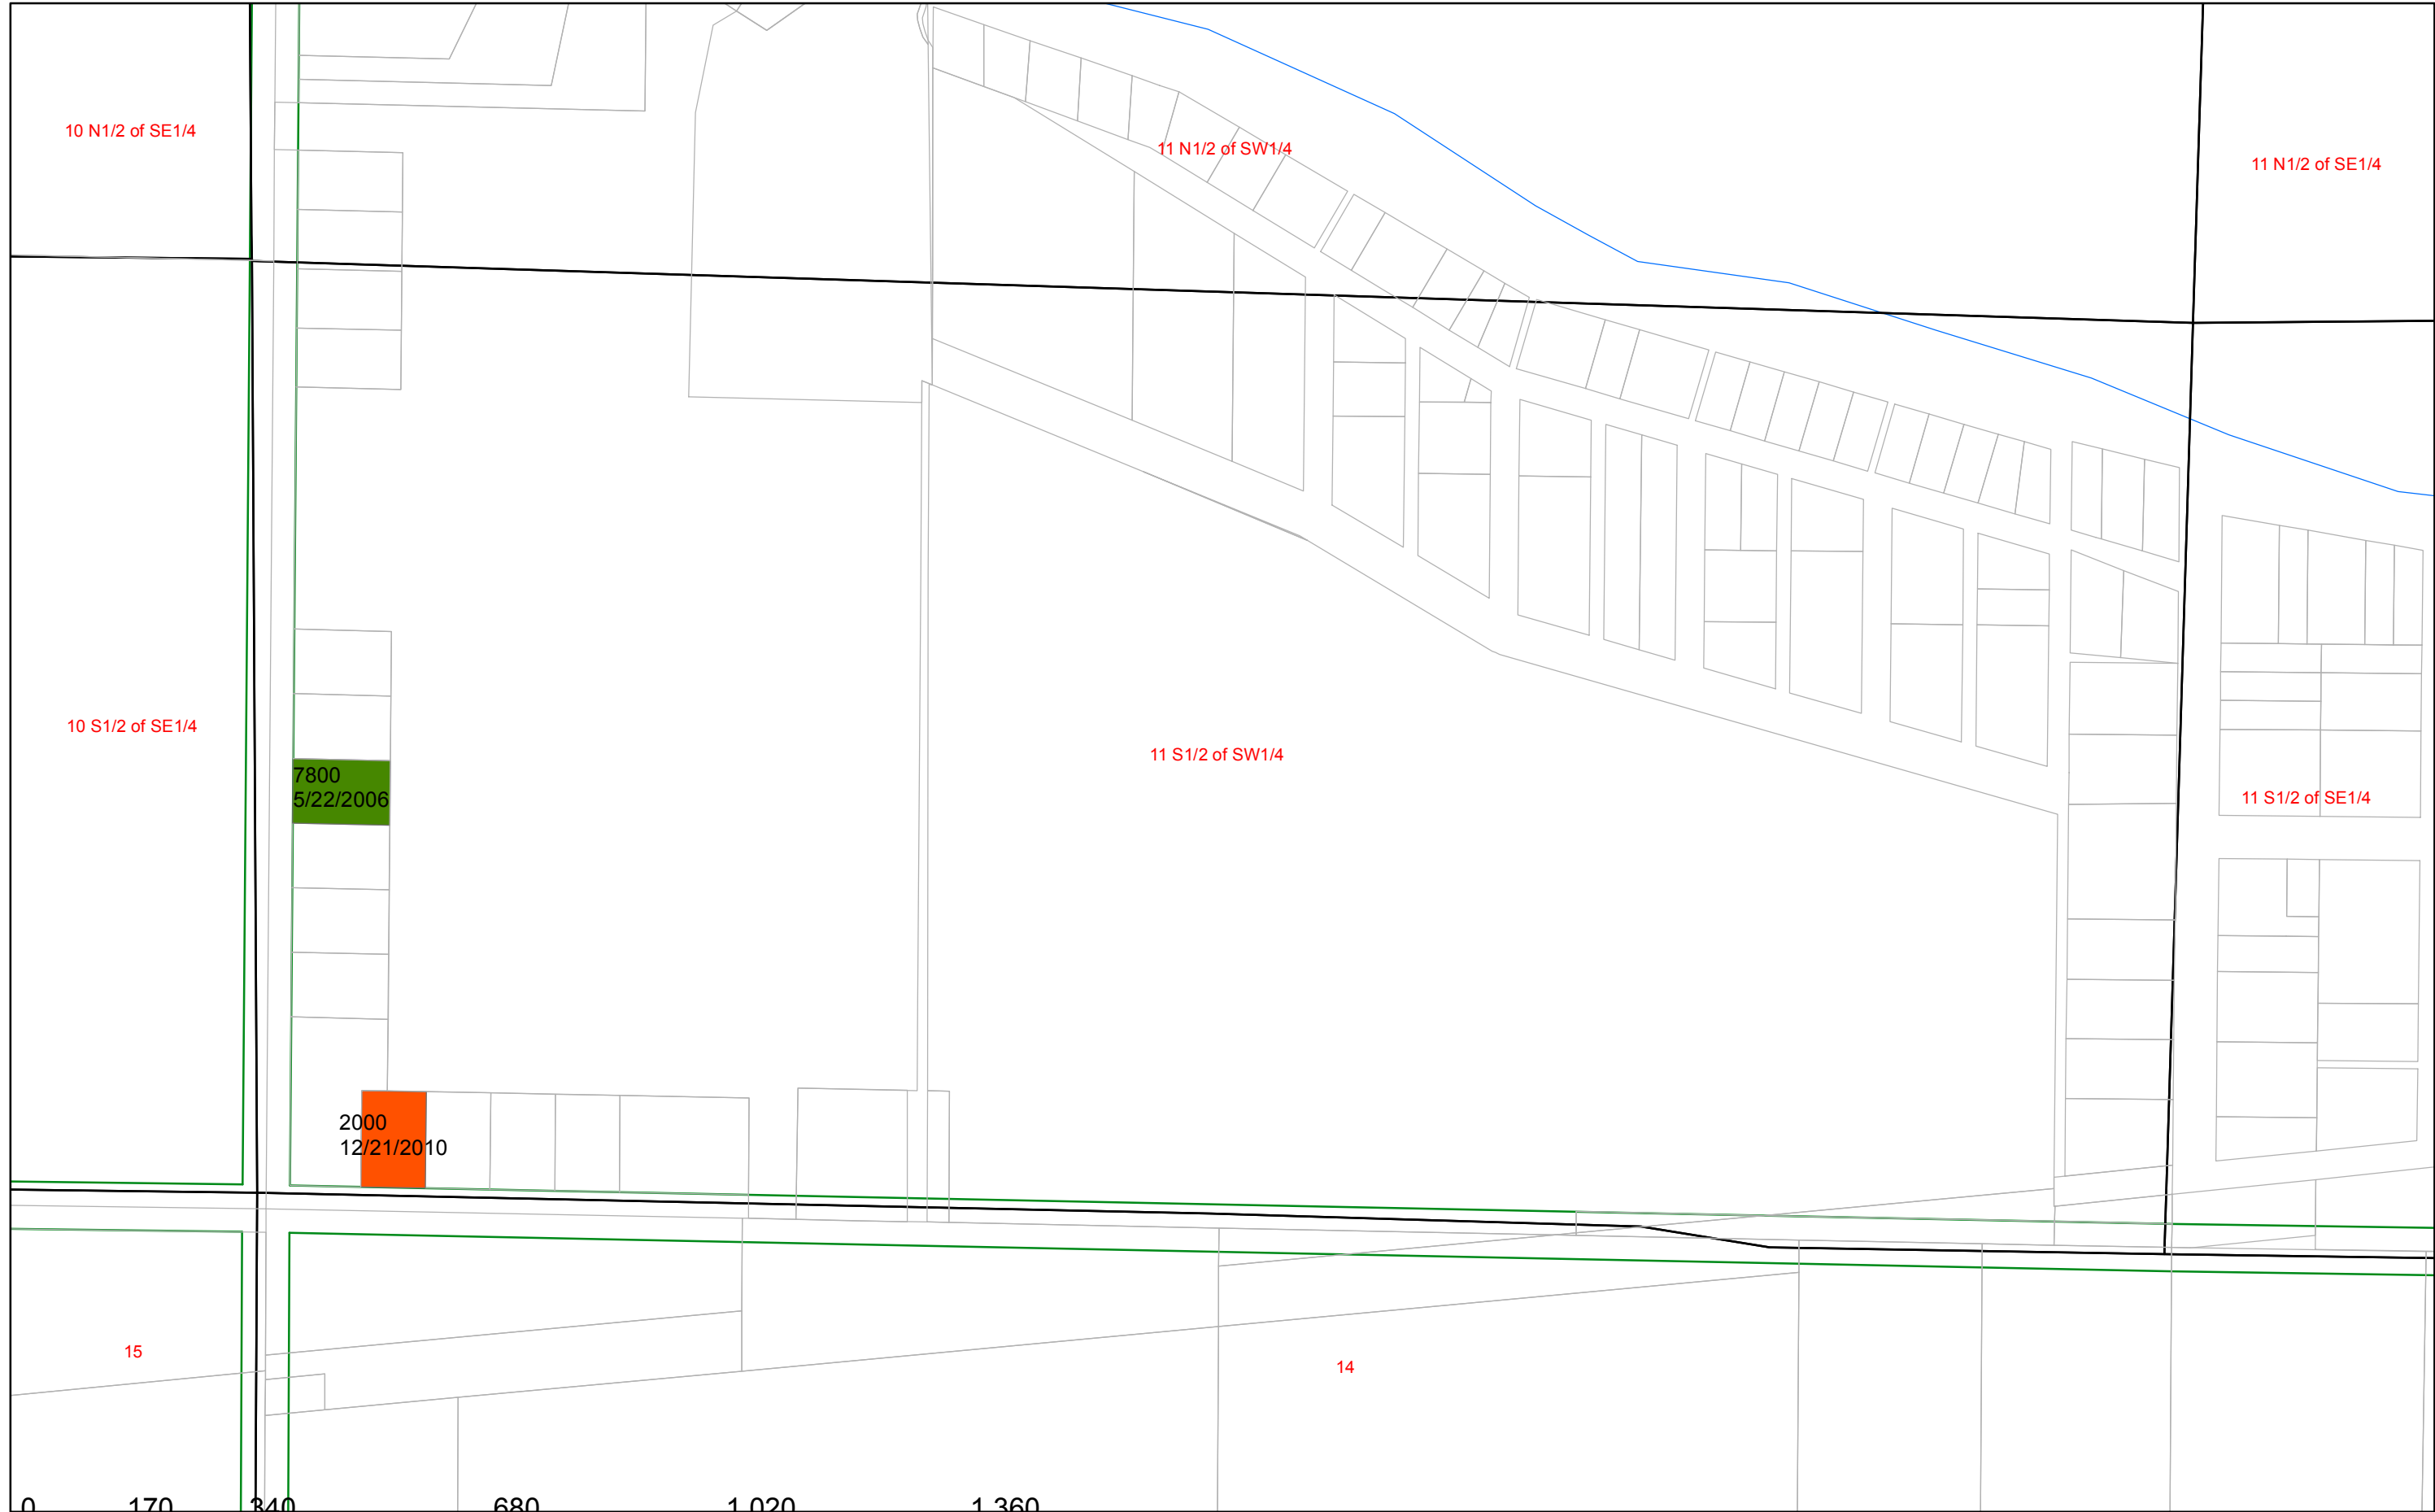 10 N1/2 of SE1/4
11 N1/2 of SW1/4
11 N1/2 of SE1/4
10 S1/2 of SE1/4
11 S1/2 of SW1/4
7800
5/22/2006
11 S1/2 of SE1/4
2000
12/21/2010
15
14
0 170 340 680 1,020 1,360